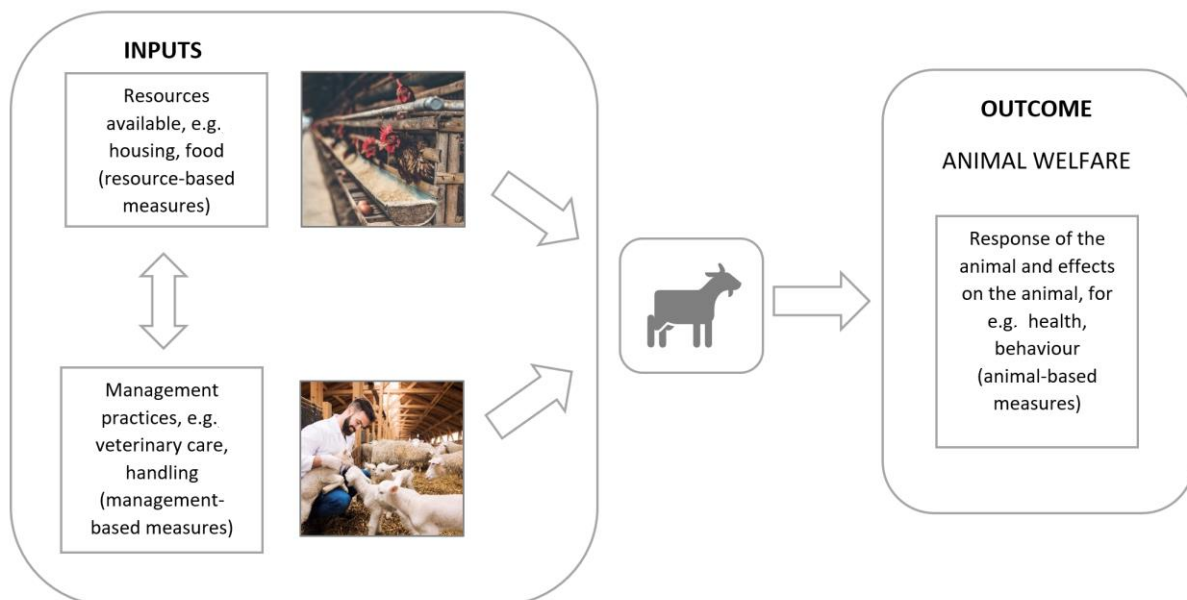 INPUTS
Resources
available, e.g.
housing, food
(resource-based
measures)
Management
practices, e.g.
veterinary care,
handling
(management-
based measures)
OUTCOME
ANIMAL WELFARE
Response of the
animal and effects
on the animal, for
e.g. health,
behaviour
(animal-based
measures)